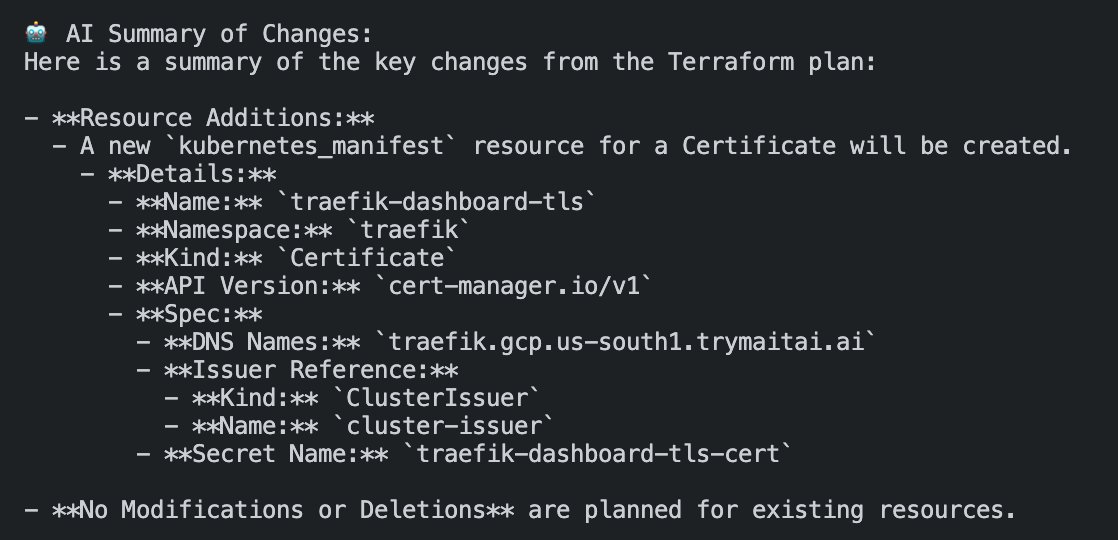 🤖 AI Summary of Changes:
Here is a summary of the key changes from the Terraform plan:

- **Resource Additions:**
  - A new `kubernetes_manifest` resource for a Certificate will be created.
    - **Details:**
      - **Name:** `traefik-dashboard-tls`
      - **Namespace:** `traefik`
      - **Kind:** `Certificate`
      - **API Version:** `cert-manager.io/v1`
      - **Spec:**
        - **DNS Names:** `traefik.gcp.us-south1.trymaitai.ai`
        - **Issuer Reference:**
          - **Kind:** `ClusterIssuer`
          - **Name:** `cluster-issuer`
        - **Secret Name:** `traefik-dashboard-tls-cert`

- **No Modifications or Deletions** are planned for existing resources.